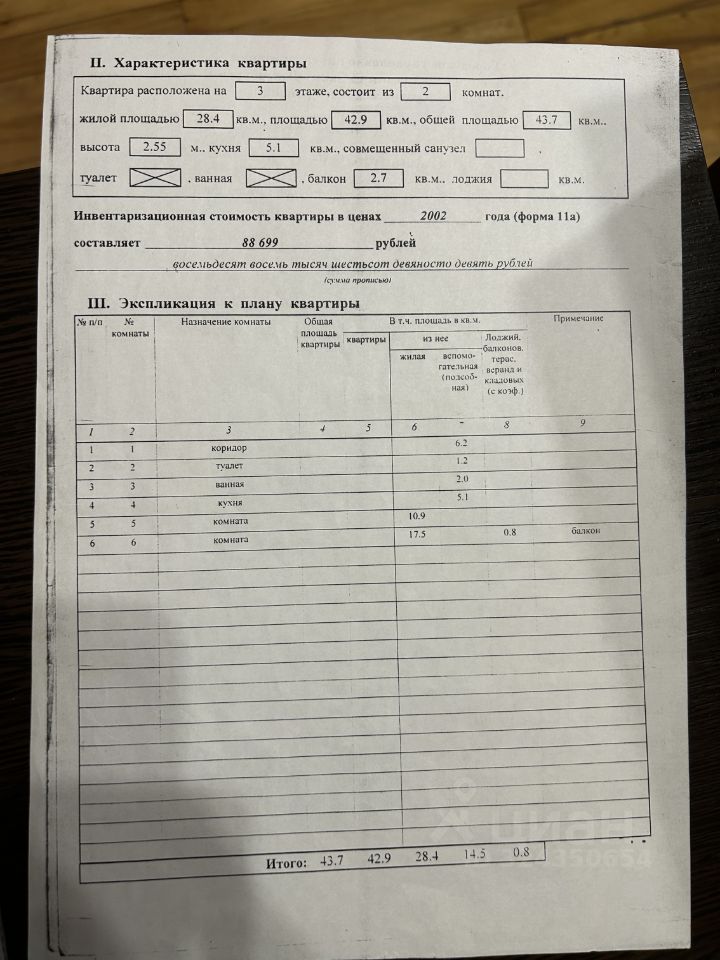 II. Характеристика квартиры
Квартира расположена на 3 этаже, состоит из 2 комнат.
жилой площадью 28.4 кв.м., площадью 42.9 кв.м., общей площадью 43.7 кв.м..
высота 2.55 м.. кухня 5.1 кв.м., совмещенный санузел ,
туалет , ванная , балкон 2.7 кв.м.. лоджия кв.м.
Инвентаризационная стоимость квартиры в ценах 2002 года (форма 11а)
составляет 88 699 рублей
восемьдесят восемь тысяч шестьсот девяносто девять рублей
(сумма прописью)
III. Экспликация к плану квартиры
№ п/п № комнаты Назначение комнаты Общая площадь квартиры В т.ч. площадь в кв.м. Примечание
квартиры из нее Лоджий, балконов, терас, веранд и кладовых (с коэф.)
жилая вспомогательная (подсобная)
1 2 3 4 5 6 - 8 9
1 1 коридор 6.2
2 2 туалет 1.2
3 3 ванная 2.0
4 4 кухня 5.1
5 5 комната 10.9
6 6 комната 17.5 0.8 балкон
Итого: 43.7 42.9 28.4 14.5 0.8
циан